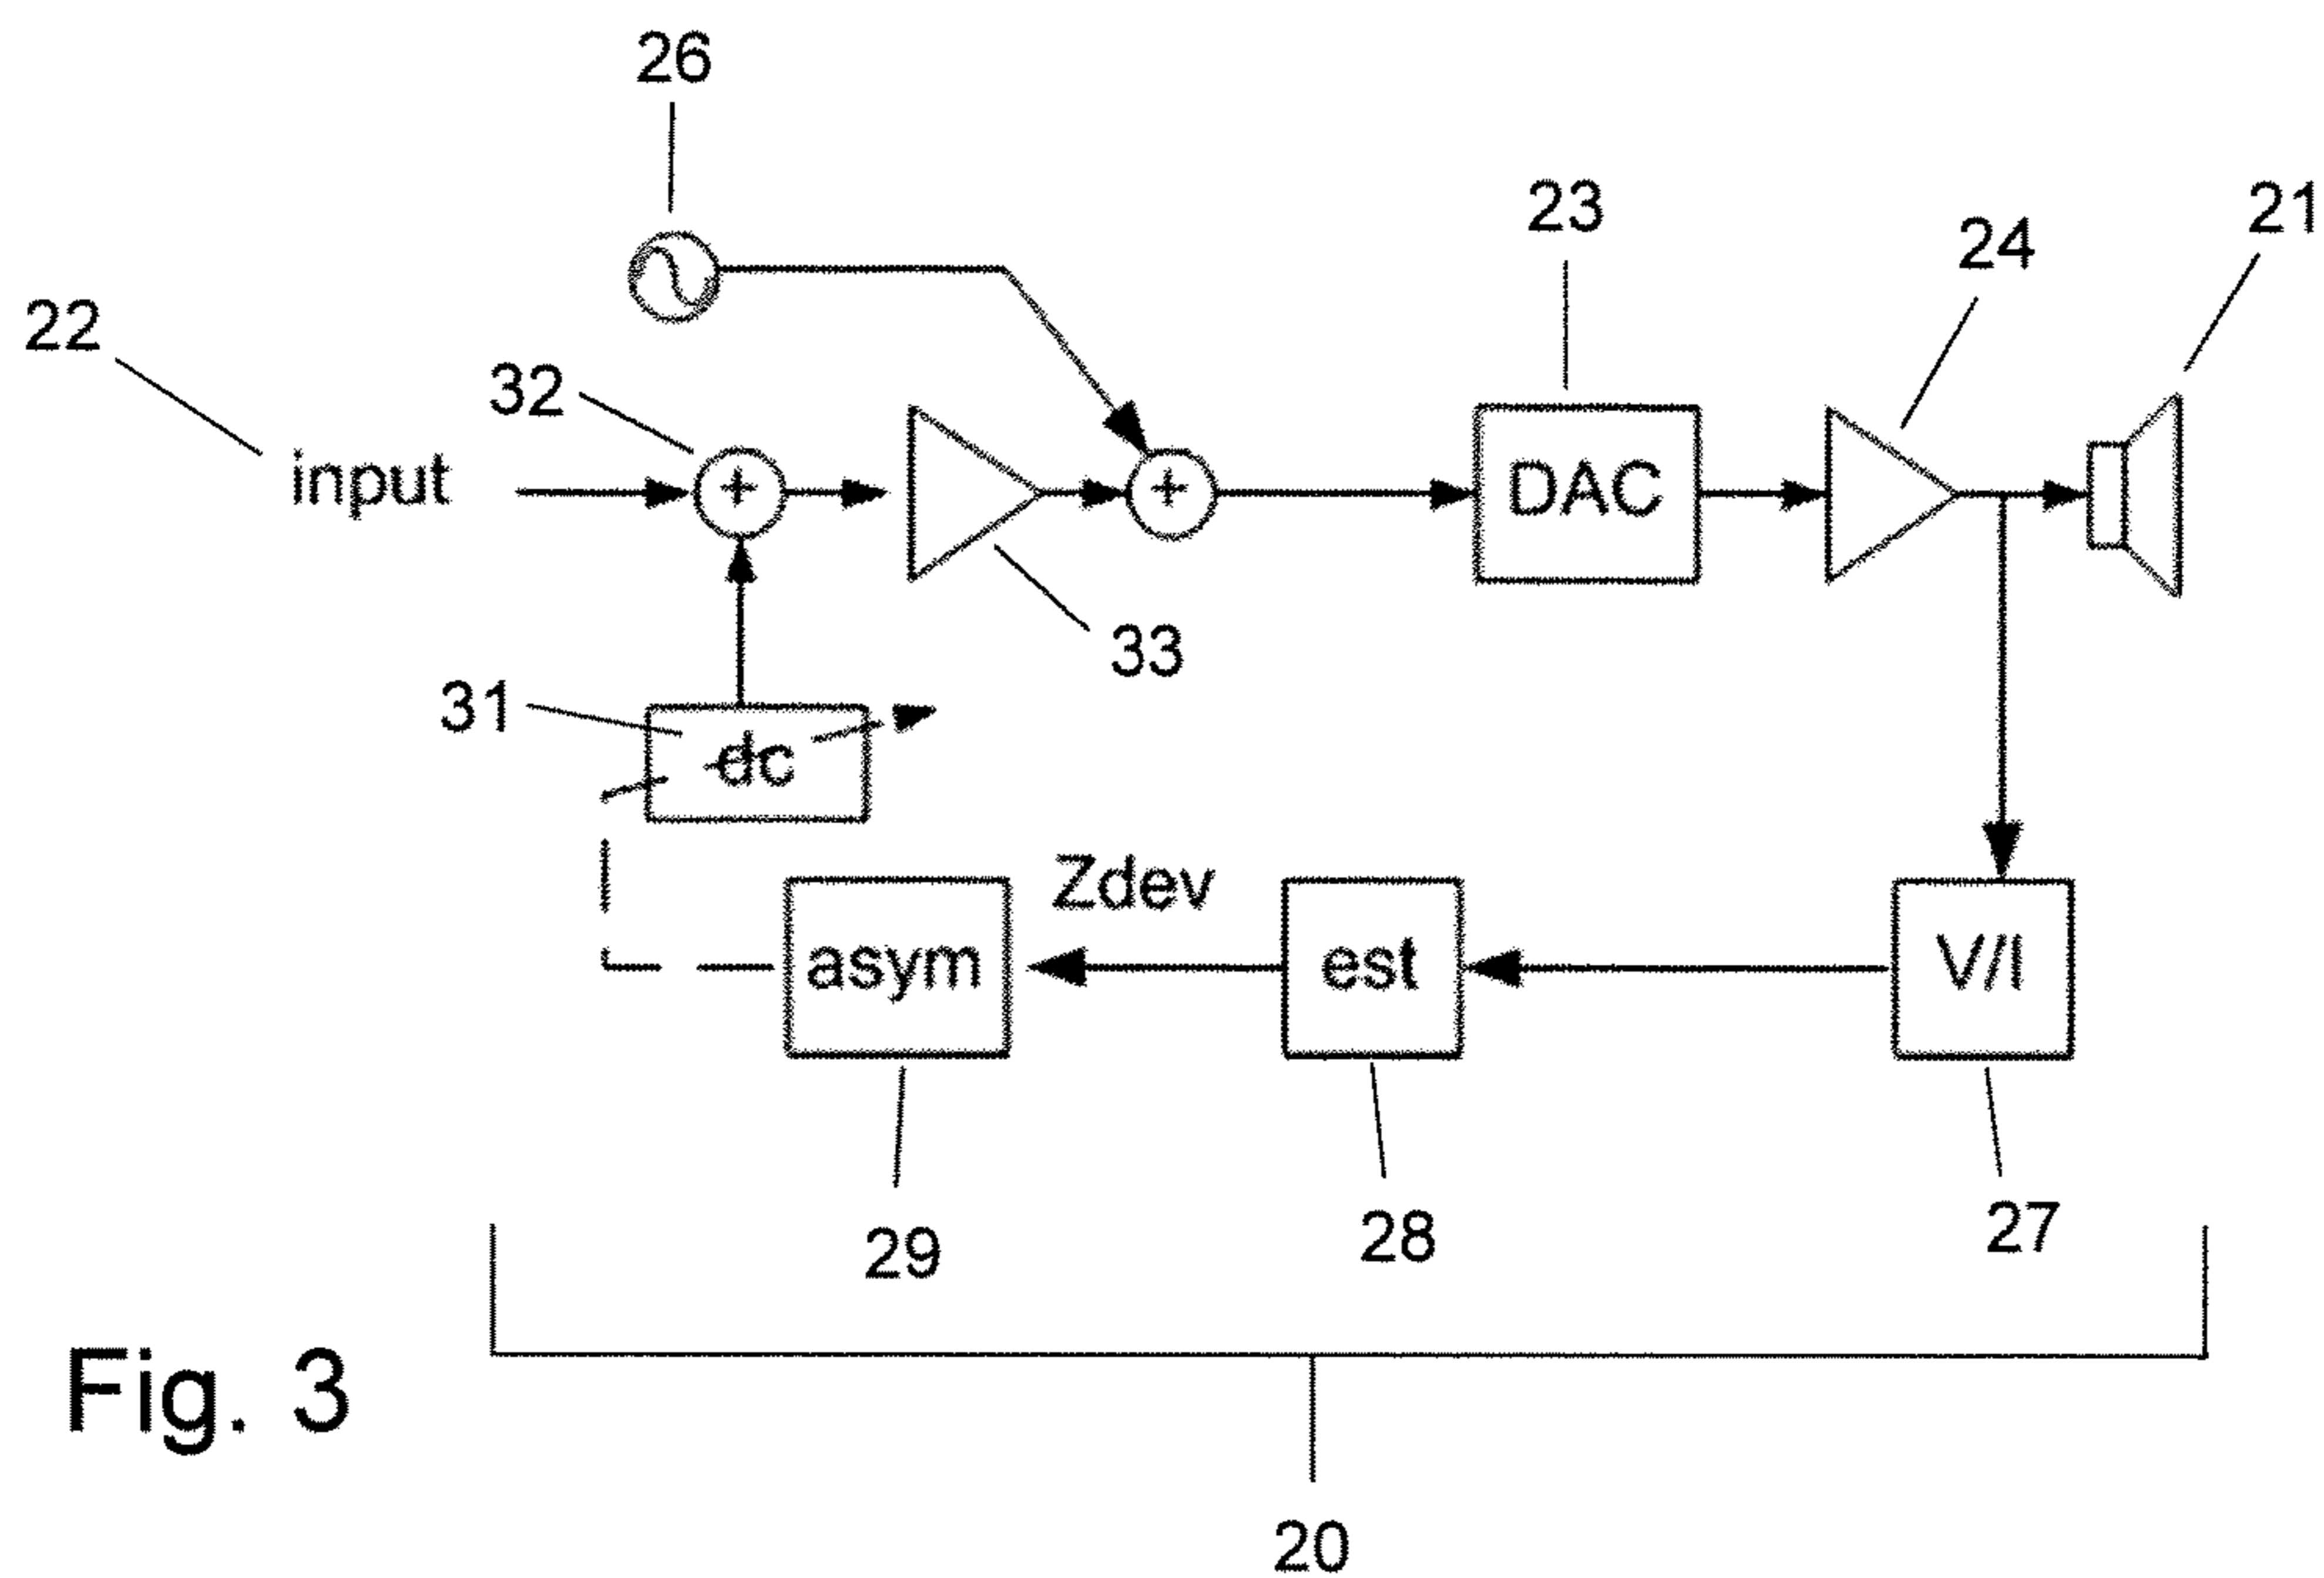 26
23
21
24
22
32
+
+
input
DAC
33
31
dc
Zdev
asym
est
V/I
29
28
27
Fig. 3
20